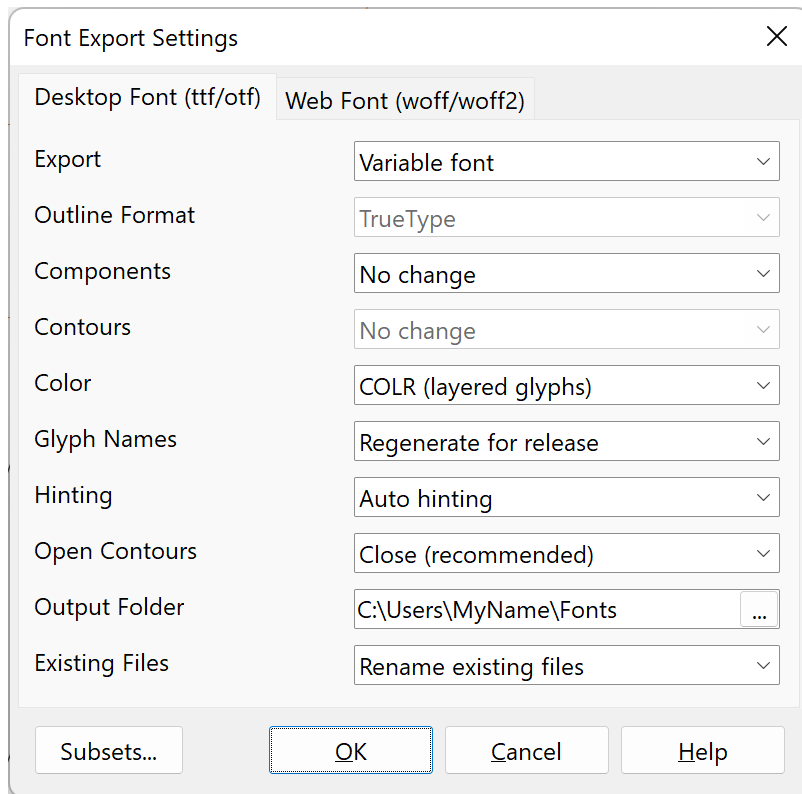 Font Export Settings
Desktop Font (ttf/otf) Web Font (woff/woff2)
Export Variable font
Outline Format TrueType
Components No change
Contours No change
Color COLR (layered glyphs)
Glyph Names Regenerate for release
Hinting Auto hinting
Open Contours Close (recommended)
Output Folder C:\Users\MyName\Fonts ...
Existing Files Rename existing files
Subsets... OK Cancel Help